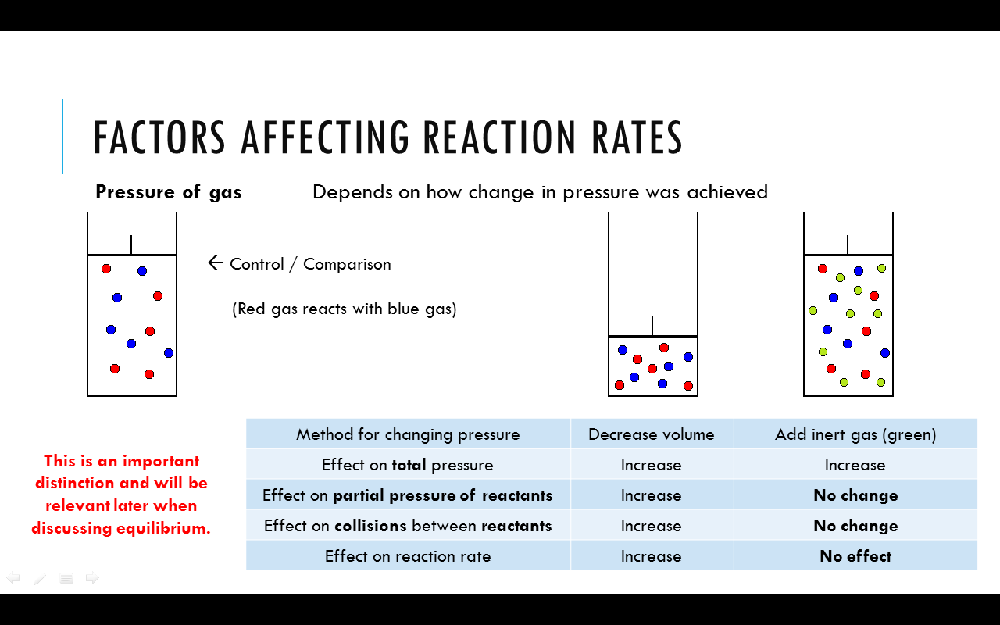 FACTORS AFFECTING REACTION RATES
Pressure of gas
Depends on how change in pressure was achieved
← Control / Comparison
(Red gas reacts with blue gas)
Method for changing pressure
Decrease volume
Add inert gas (green)
Effect on total pressure
Increase
Increase
Effect on partial pressure of reactants
Increase
No change
Effect on collisions between reactants
Increase
No change
Effect on reaction rate
Increase
No effect
This is an important
distinction and will be
relevant later when
discussing equilibrium.